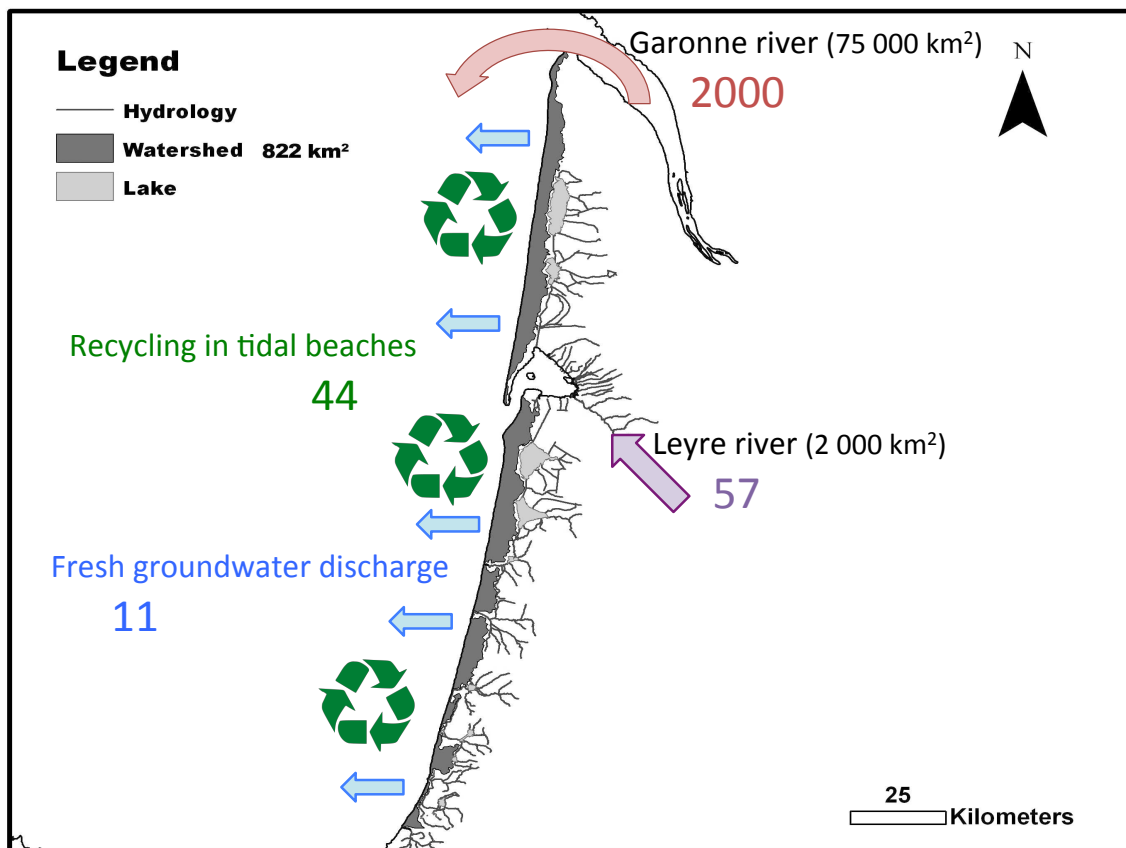 Legend
Hydrology
Watershed 822 km²
Lake
Garonne river (75 000 km²)
2000
N
Recycling in tidal beaches
44
Leyre river (2 000 km²)
57
Fresh groundwater discharge
11
25
Kilometers